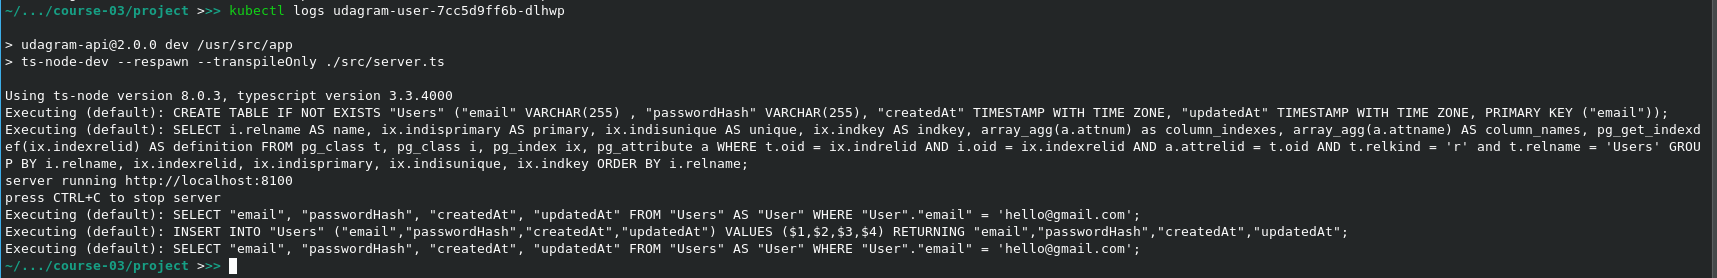 ~/.../course-03/project >>> kubectl logs udagram-user-7cc5d9ff6b-dlhwp
> udagram-api@2.0.0 dev /usr/src/app
> ts-node-dev --respawn --transpileOnly ./src/server.ts
Using ts-node version 8.0.3, typescript version 3.3.4000
Executing (default): CREATE TABLE IF NOT EXISTS "Users" ("email" VARCHAR(255) , "passwordHash" VARCHAR(255), "createdAt" TIMESTAMP WITH TIME ZONE, "updatedAt" TIMESTAMP WITH TIME ZONE, PRIMARY KEY ("email"));
Executing (default): SELECT i.relname AS name, ix.indisprimary AS primary, ix.indisunique AS unique, ix.indkey AS indkey, array_agg(a.attnum) as column_indexes, array_agg(a.attname) AS column_names, pg_get_indexd
ef(ix.indexrelid) AS definition FROM pg_class t, pg_class i, pg_index ix, pg_attribute a WHERE t.oid = ix.indrelid AND i.oid = ix.indexrelid AND a.attrelid = t.oid AND t.relkind = 'r' and t.relname = 'Users' GROU
P BY i.relname, ix.indexrelid, ix.indisprimary, ix.indisunique, ix.indkey ORDER BY i.relname;
server running http://localhost:8100
press CTRL+C to stop server
Executing (default): SELECT "email", "passwordHash", "createdAt", "updatedAt" FROM "Users" AS "User" WHERE "User"."email" = 'hello@gmail.com';
Executing (default): INSERT INTO "Users" ("email","passwordHash","createdAt","updatedAt") VALUES ($1,$2,$3,$4) RETURNING "email","passwordHash","createdAt","updatedAt";
Executing (default): SELECT "email", "passwordHash", "createdAt", "updatedAt" FROM "Users" AS "User" WHERE "User"."email" = 'hello@gmail.com';
~/.../course-03/project >>>